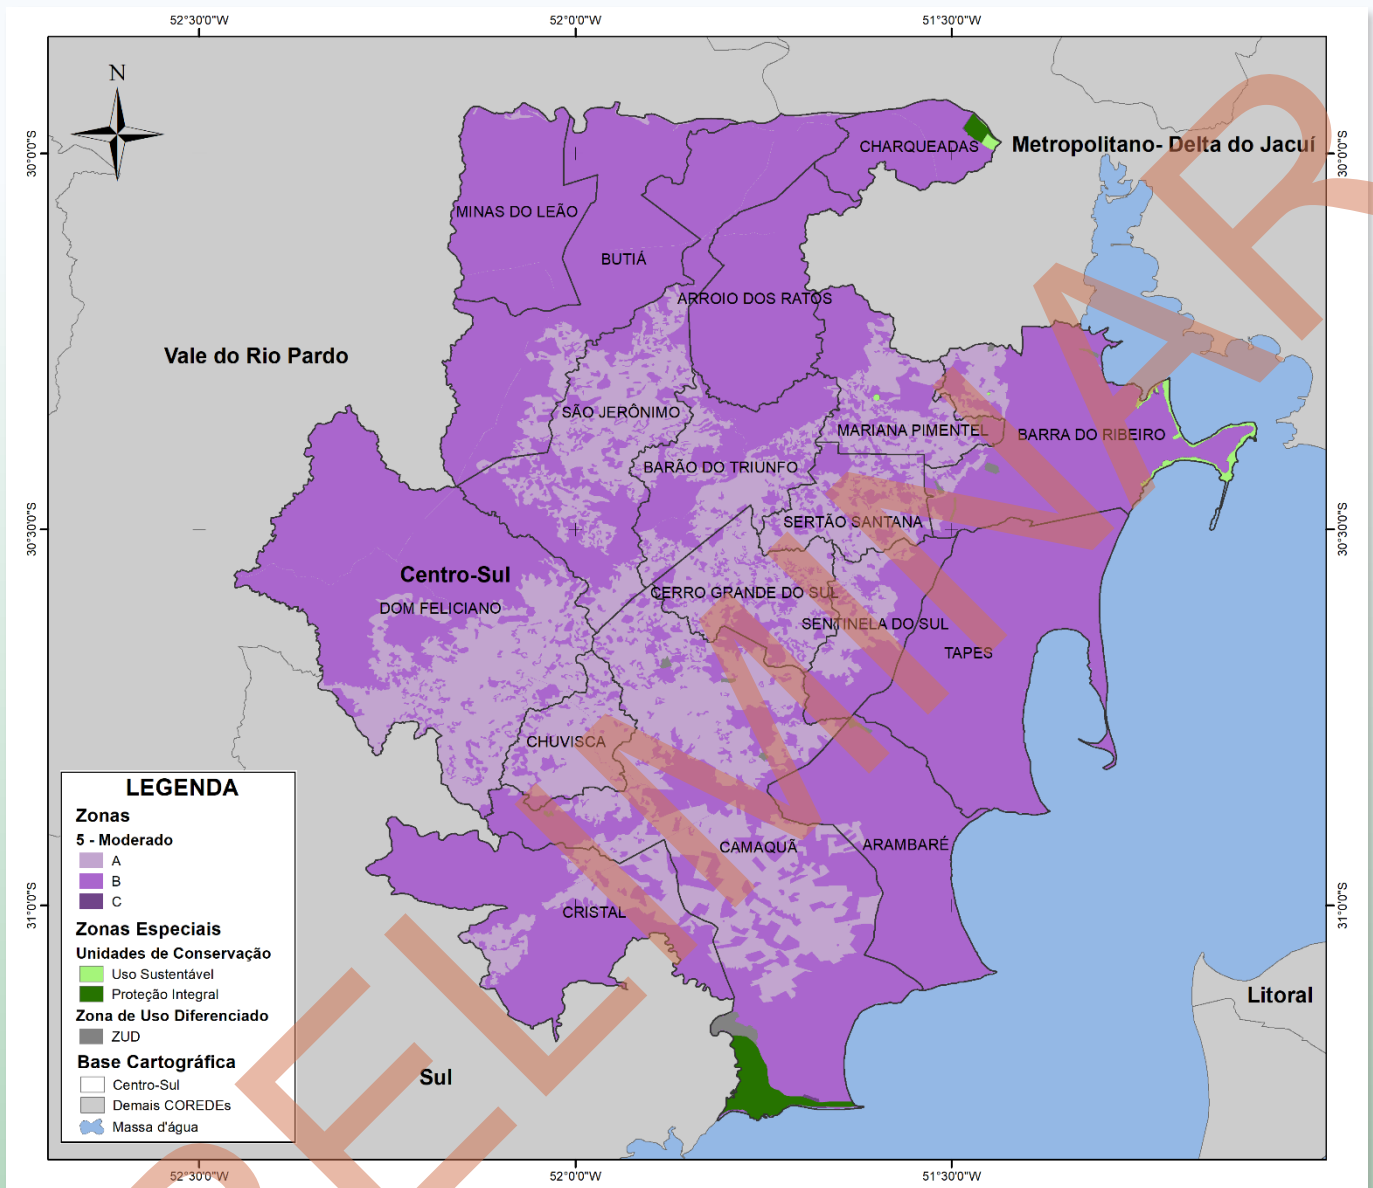 52°30'0"W 52°0'0"W 51°30'0"W
N
30°0'0"S
30°0'0"S
CHARQUEADAS
Metropolitano- Delta do Jacuí
MINAS DO LEÃO
BUTIÁ
ARROIO DOS RATOS
Vale do Rio Pardo
SÃO JERÔNIMO
MARIANA PIMENTEL
BARRA DO RIBEIRO
BARÃO DO TRIUNFO
SERTÃO SANTANA
30°30'0"S
30°30'0"S
Centro-Sul
DOM FELICIANO
CERRO GRANDE DO SUL
SENTINELA DO SUL
TAPES
CHUVISCA
CAMAQUÃ
ARAMBARÉ
CRISTAL
31°0'0"S
31°0'0"S
Litoral
Sul
LEGENDA
Zonas
5 - Moderado
A
B
C
Zonas Especiais
Unidades de Conservação
Uso Sustentável
Proteção Integral
Zona de Uso Diferenciado
ZUD
Base Cartográfica
Centro-Sul
Demais COREDEs
Massa d'água
52°30'0"W 52°0'0"W 51°30'0"W